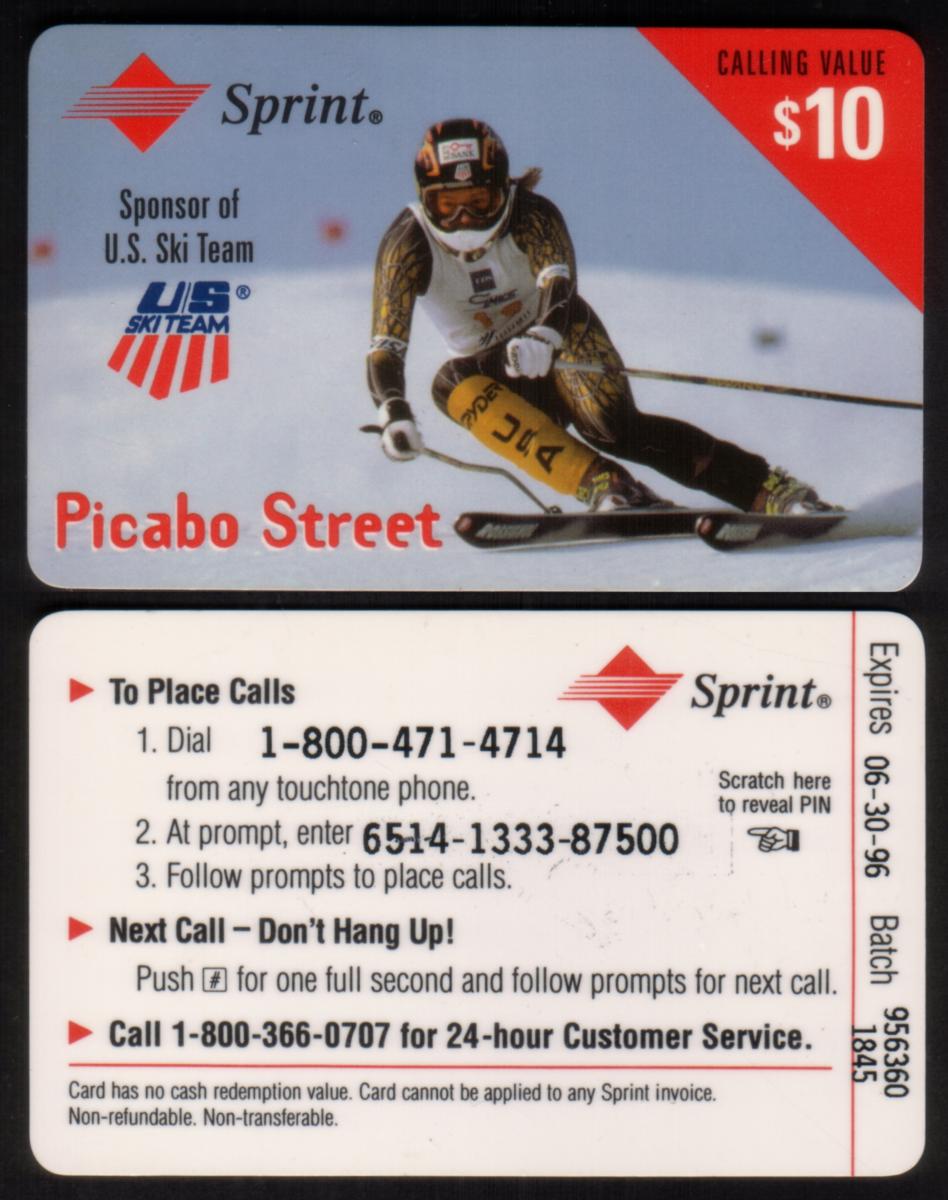 Sprint®
CALLING VALUE
$10
Sponsor of
U.S. Ski Team
US®
SKI TEAM
VISA
RYDER
USA
Picabo Street
To Place Calls
Sprint®
1. Dial 1-800-471-4714
from any touchtone phone.
Scratch here
to reveal PIN
2. At prompt, enter 6514-1333-87500
3. Follow prompts to place calls.
Next Call – Don't Hang Up!
Push # for one full second and follow prompts for next call.
Call 1-800-366-0707 for 24-hour Customer Service.
Card has no cash redemption value. Card cannot be applied to any Sprint invoice.
Non-refundable. Non-transferable.
Expires 06-30-96 Batch 956360
1845